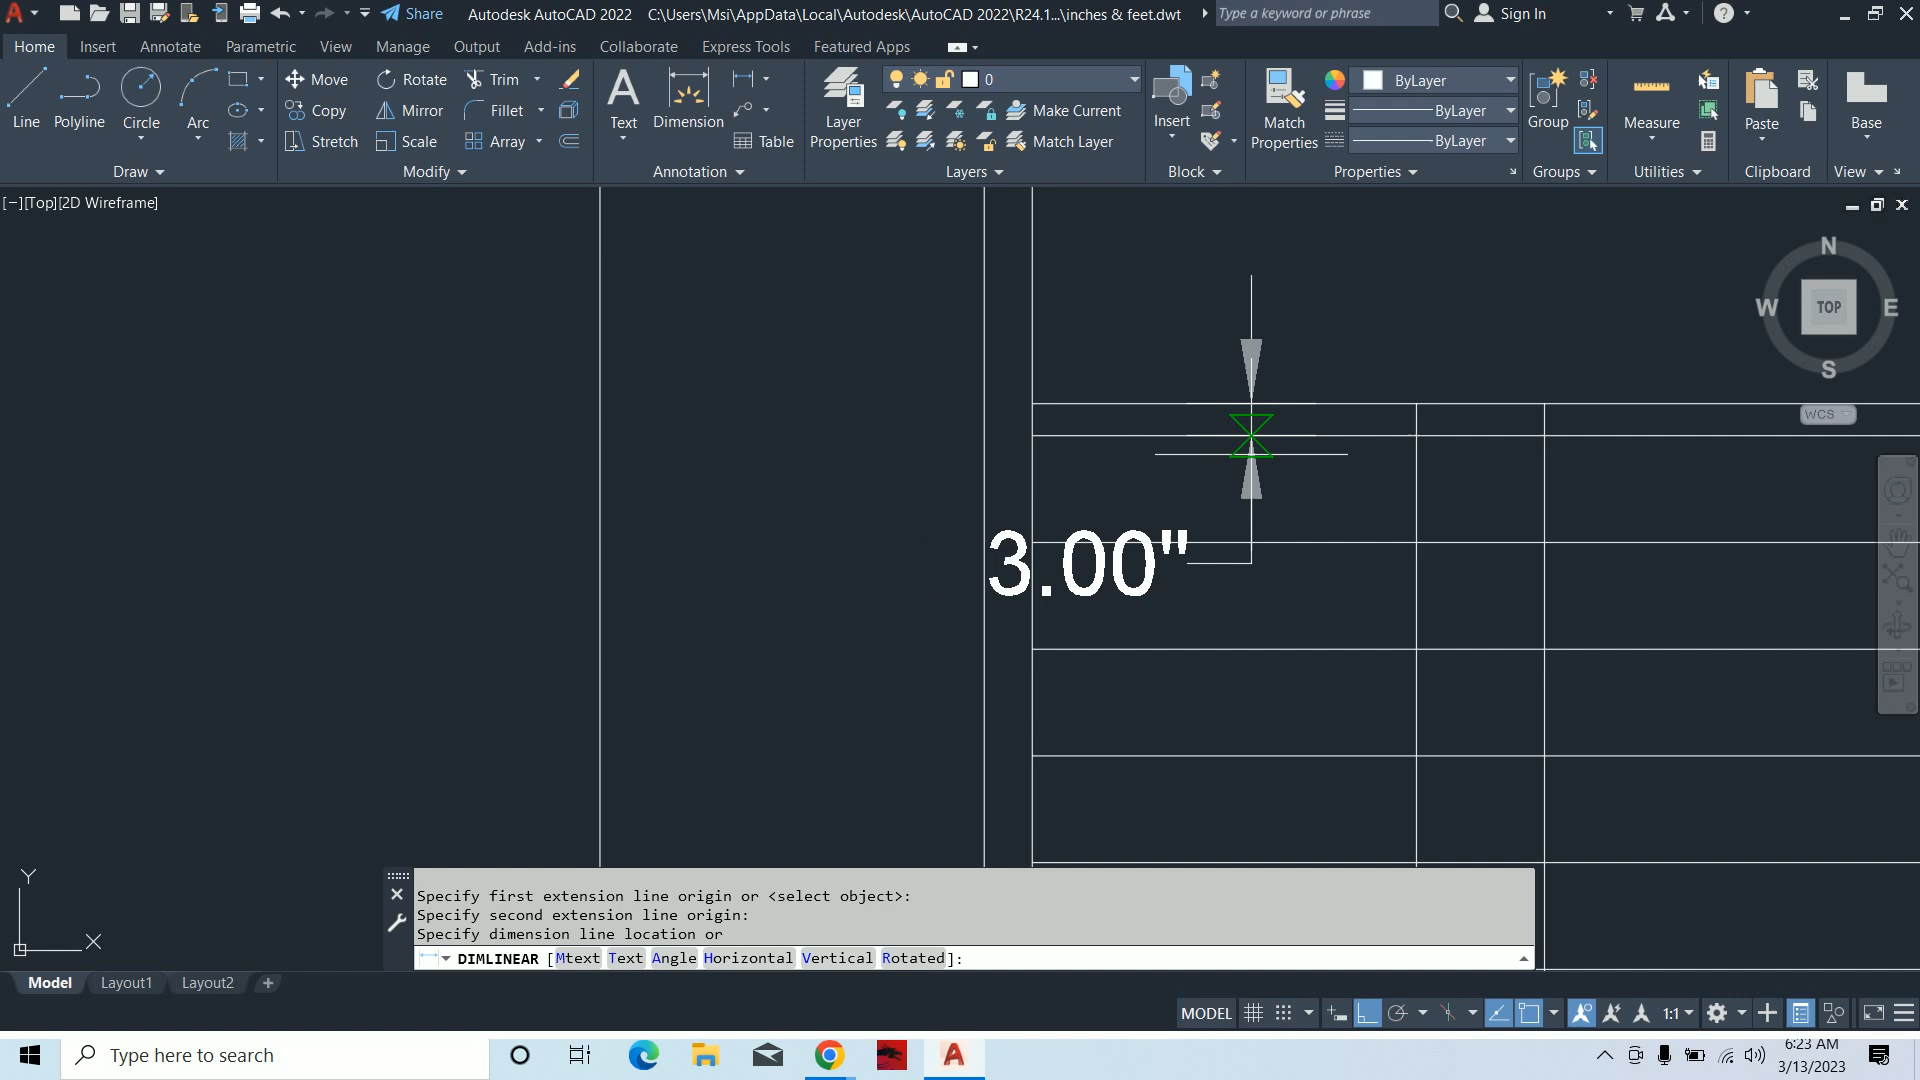 Share
Autodesk AutoCAD 2022 C:\Users\Msi\AppData\Local\Autodesk\AutoCAD 2022\R24.1...\inches & feet.dwt
Type a keyword or phrase
Sign In
Home Insert Annotate Parametric View Manage Output Add-ins Collaborate Express Tools Featured Apps
Line Polyline Circle Arc
Move Rotate Trim
Copy Mirror Fillet
Stretch Scale Array
Text Dimension Table
Layer Properties
0
Make Current
Match Layer
Insert
Match Properties
ByLayer
ByLayer
ByLayer
Group Measure Paste Base
Draw Modify Annotation Layers Block Properties Groups Utilities Clipboard View
[−][Top][2D Wireframe]
N
W TOP E
S
WCS
3.00"
Y
X
Specify first extension line origin or <select object>:
Specify second extension line origin:
Specify dimension line location or
DIMLINEAR [Mtext Text Angle Horizontal Vertical Rotated]:
Model Layout1 Layout2 +
MODEL 1:1
Type here to search
6:23 AM
3/13/2023